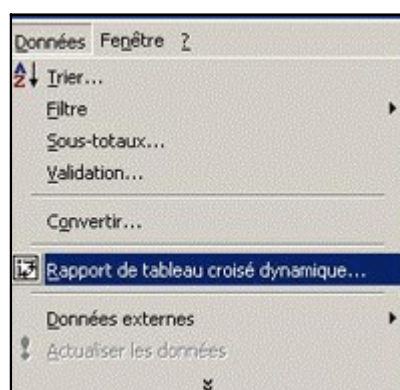 Données Fenêtre ?
Trier...
Filtre
Sous-totaux...
Validation...
Convertir...
Rapport de tableau croisé dynamique...
Données externes
Actualiser les données